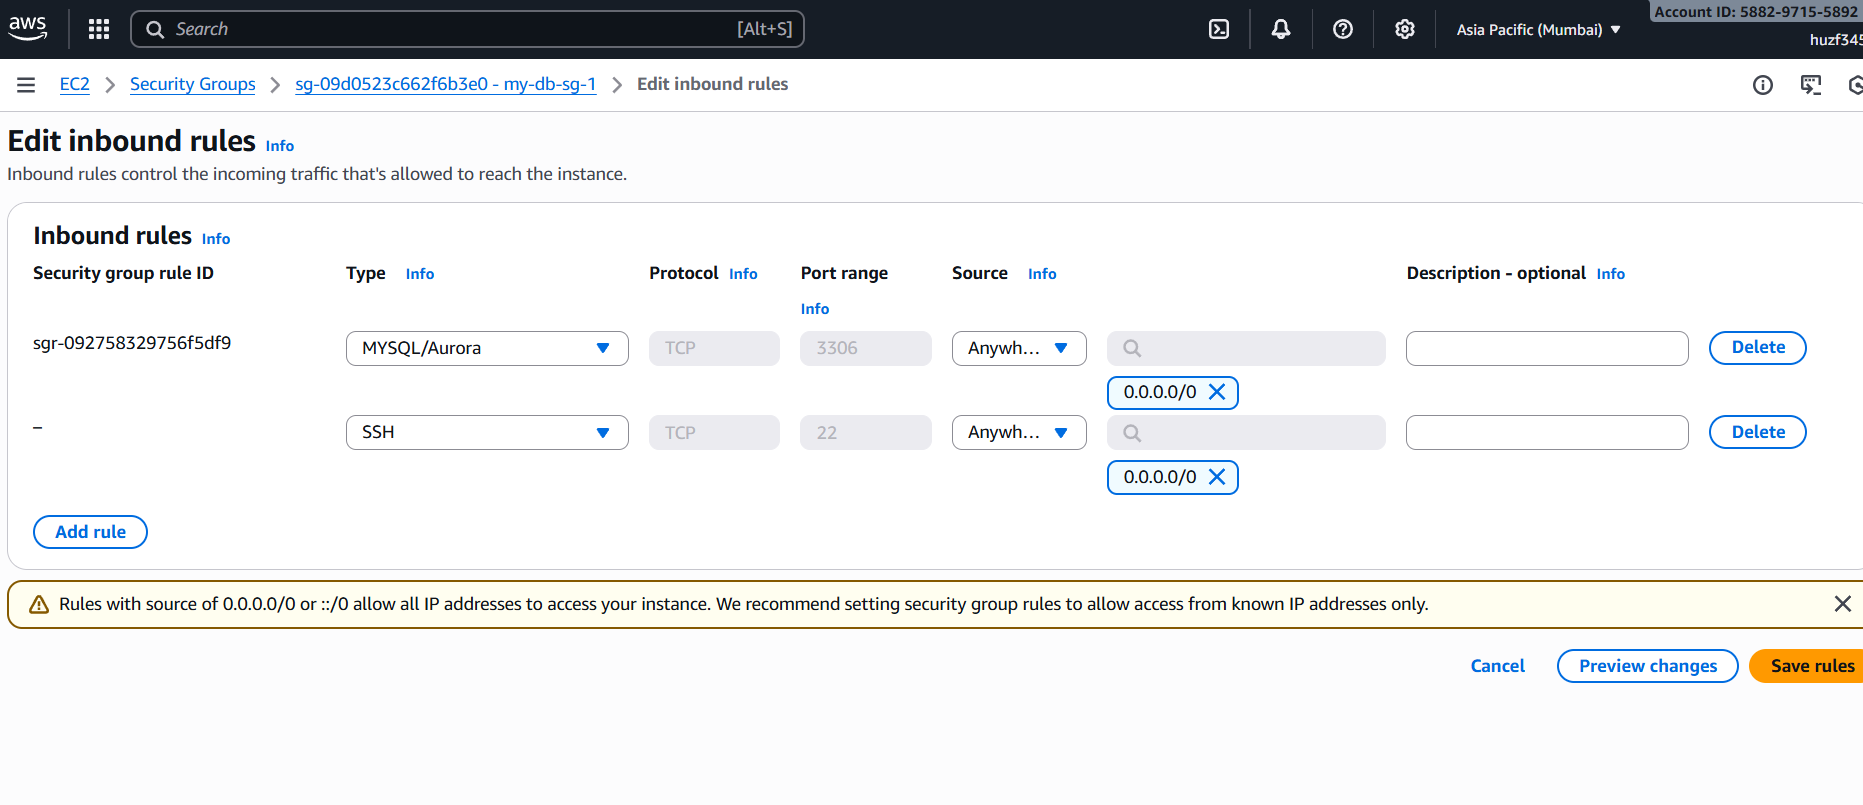 Account ID: 5882-9715-5892
aws Search [Alt+S] Asia Pacific (Mumbai)
huzf345
EC2 Security Groups sg-09d0523c662f6b3e0 - my-db-sg-1 Edit inbound rules
Edit inbound rules Info
Inbound rules control the incoming traffic that's allowed to reach the instance.
Inbound rules Info
Security group rule ID Type Info Protocol Info Port range Source Info Description - optional Info
Info
sgr-092758329756f5df9 MYSQL/Aurora TCP 3306 Anywh... Delete
0.0.0.0/0
– SSH TCP 22 Anywh... Delete
0.0.0.0/0
Add rule
Rules with source of 0.0.0.0/0 or ::/0 allow all IP addresses to access your instance. We recommend setting security group rules to allow access from known IP addresses only.
Cancel Preview changes Save rules